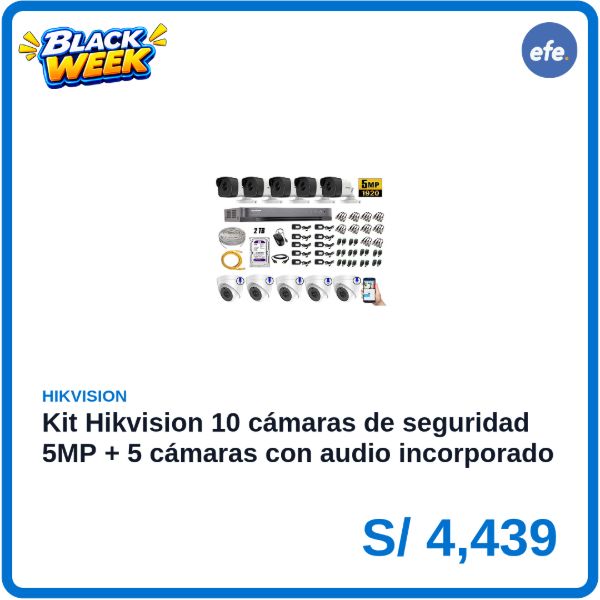 BLACK
WEEK
efe.
5MP
1920
2 TB
HIKVISION
Kit Hikvision 10 cámaras de seguridad
5MP + 5 cámaras con audio incorporado
S/ 4,439